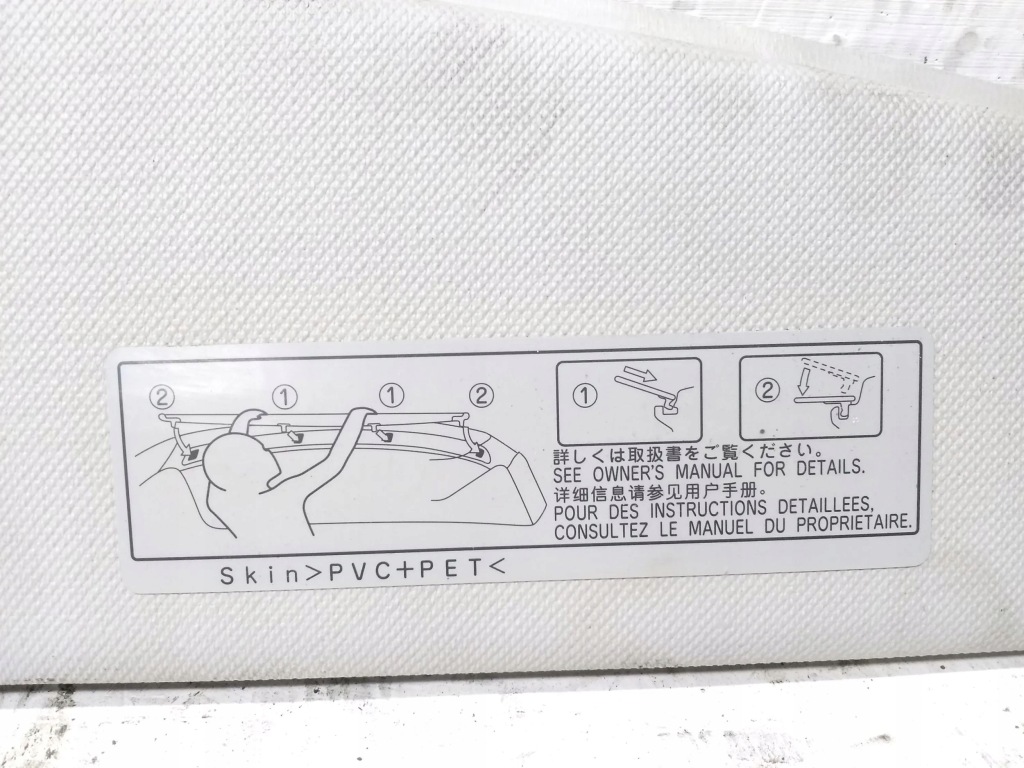 ② ① ① ②
①
②
詳しくは取扱書をご覧ください。
SEE OWNER'S MANUAL FOR DETAILS.
详细信息请参见用户手册。
POUR DES INSTRUCTIONS DETAILLEES,
CONSULTEZ LE MANUEL DU PROPRIETAIRE.
Skin>PVC+PET<